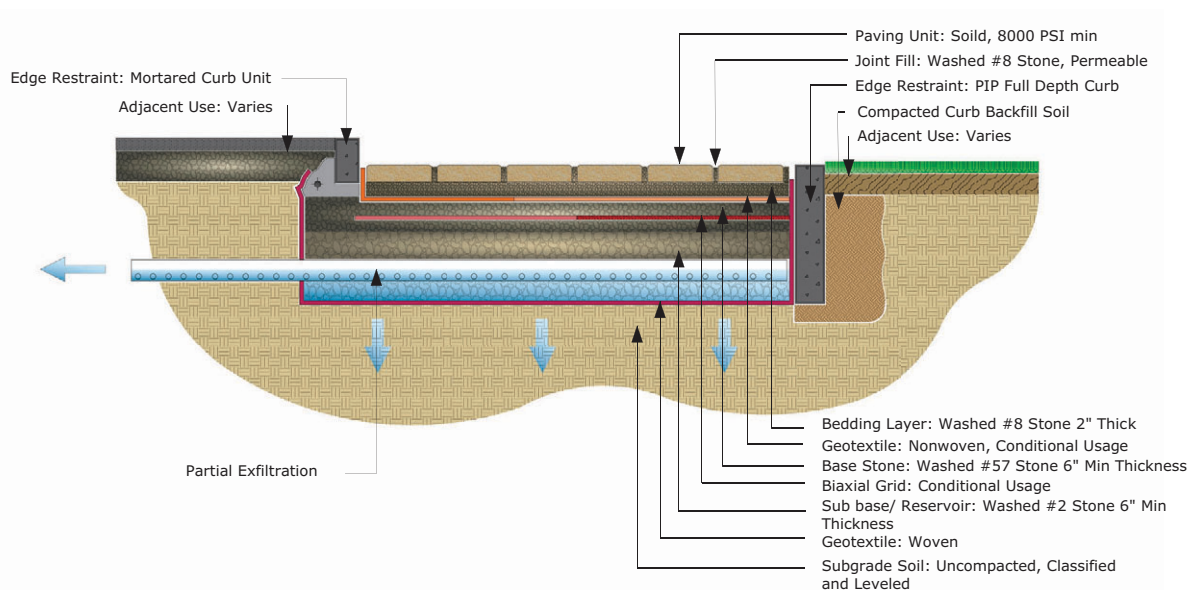 Paving Unit: Soild, 8000 PSI min
Joint Fill: Washed #8 Stone, Permeable
Edge Restraint: Mortared Curb Unit
Edge Restraint: PIP Full Depth Curb
Adjacent Use: Varies
Compacted Curb Backfill Soil
Adjacent Use: Varies
Bedding Layer: Washed #8 Stone 2" Thick
Geotextile: Nonwoven, Conditional Usage
Partial Exfiltration
Base Stone: Washed #57 Stone 6" Min Thickness
Biaxial Grid: Conditional Usage
Sub base/ Reservoir: Washed #2 Stone 6" Min
Thickness
Geotextile: Woven
Subgrade Soil: Uncompacted, Classified
and Leveled